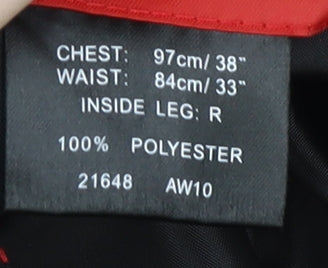 CHEST: 97cm/ 38"
WAIST: 84cm/ 33"
INSIDE LEG: R
100% POLYESTER
21648 AW10